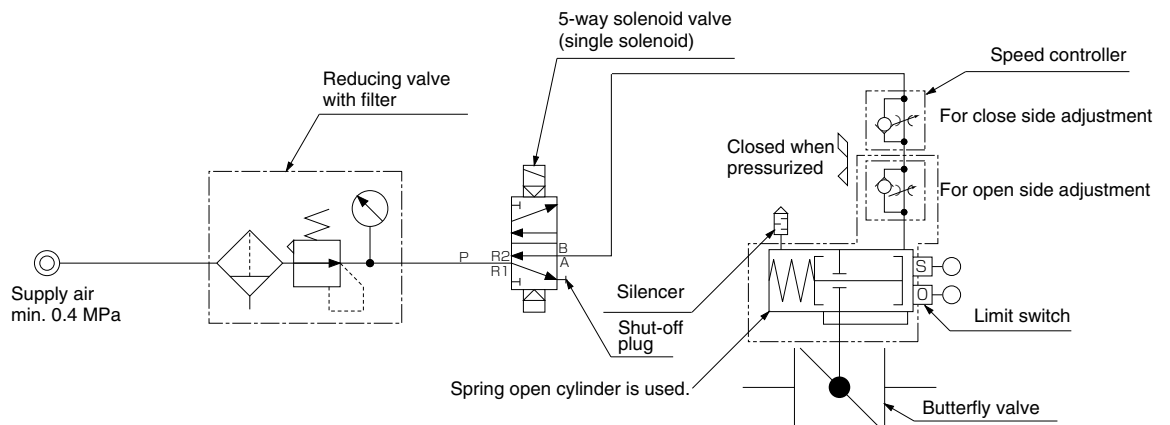 5-way solenoid valve
(single solenoid)
Speed controller
Reducing valve
with filter
For close side adjustment
Closed when
pressurized
For open side adjustment
P
R2
R1
B
A
S
O
Supply air
min. 0.4 MPa
Silencer
Limit switch
Shut-off
plug
Spring open cylinder is used.
Butterfly valve